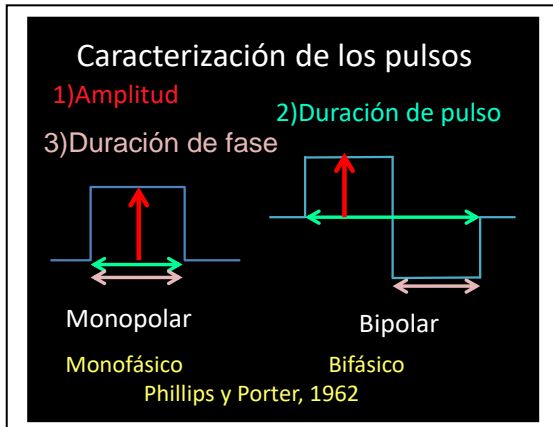 Caracterización de los pulsos
1)Amplitud
2)Duración de pulso
3)Duración de fase
Monopolar
Bipolar
Monofásico
Bifásico
Phillips y Porter, 1962